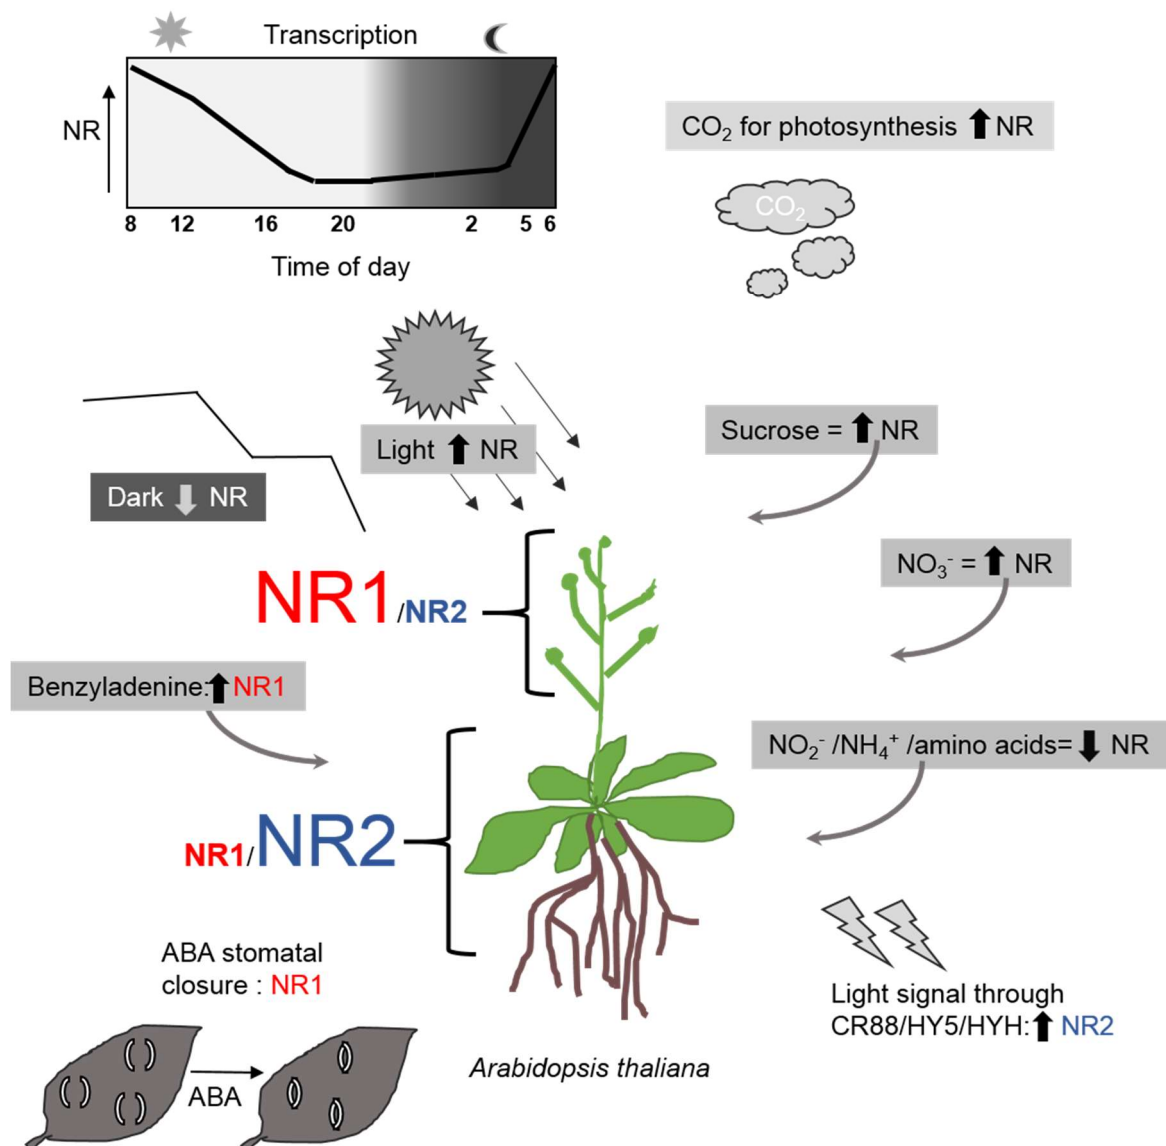 Transcription
NR
8 12 16 20 2 5 6
Time of day
CO₂ for photosynthesis ⬆ NR
CO₂
Light ⬆ NR
Dark ⬇ NR
Sucrose = ⬆ NR
NO₃⁻ = ⬆ NR
NR1/NR2
Benzyladenine:⬆ NR1
NO₂⁻ /NH₄⁺ /amino acids= ⬇ NR
NR1/NR2
ABA stomatal
closure : NR1
ABA
Light signal through
CR88/HY5/HYH: ⬆ NR2
Arabidopsis thaliana